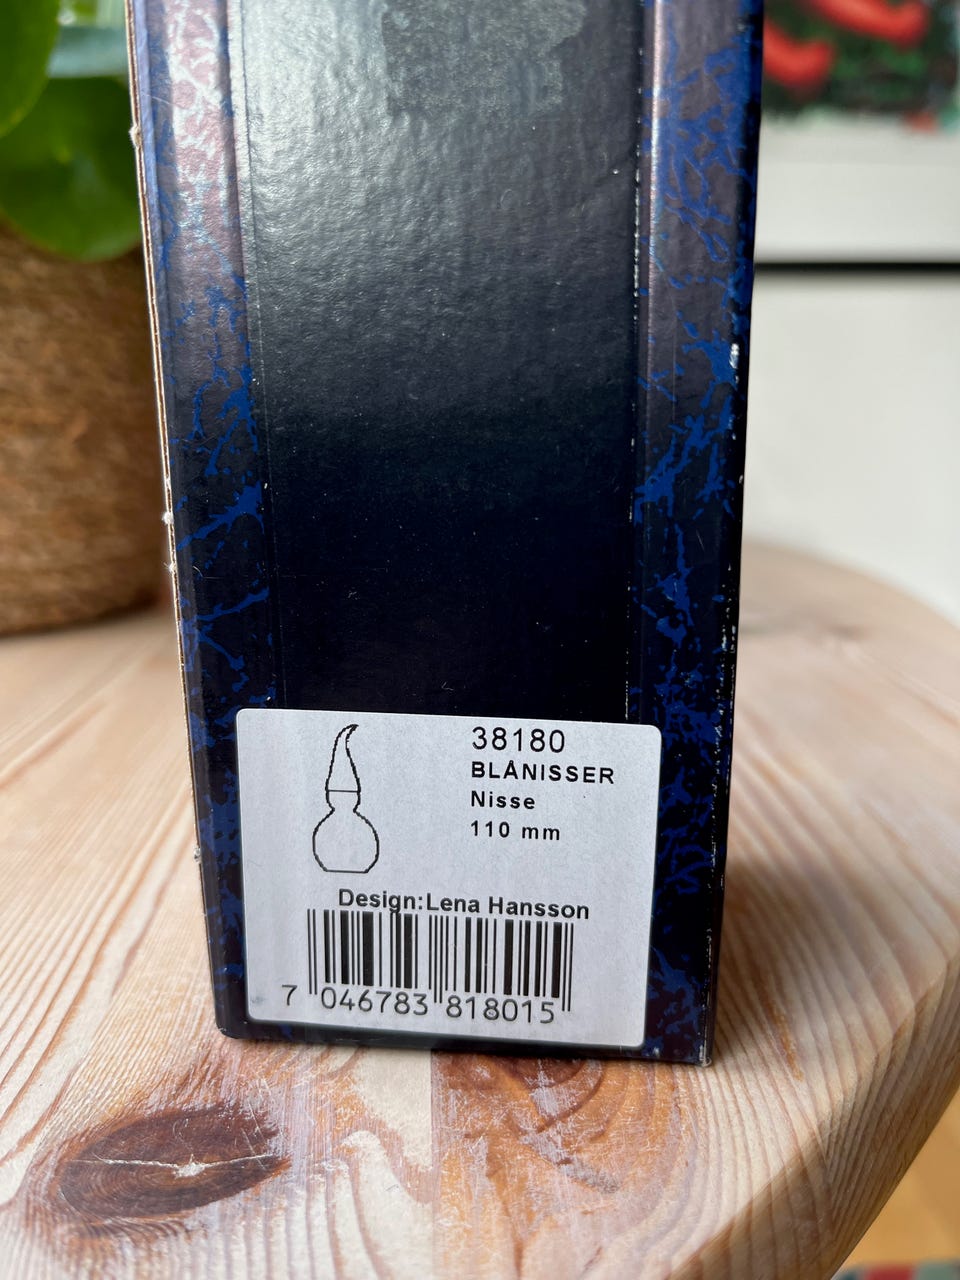 38180
BLÅNISSER
Nisse
110 mm
Design:Lena Hansson
7 046783 818015